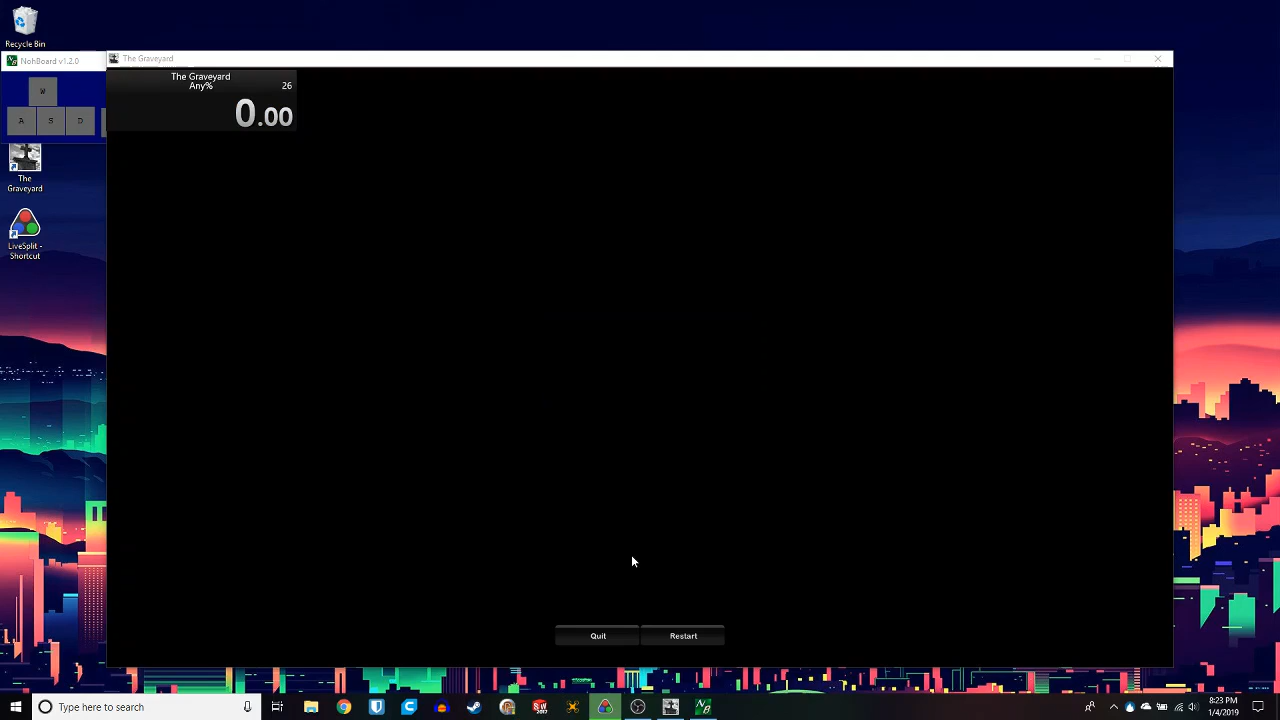 Recycle Bin
NohBoard v1.2.0
W
A S D
The
Graveyard
LiveSplit -
Shortcut
The Graveyard
The Graveyard
Any% 26
0.00
Quit Restart
Type here to search
8:23 PM
1/4/2019